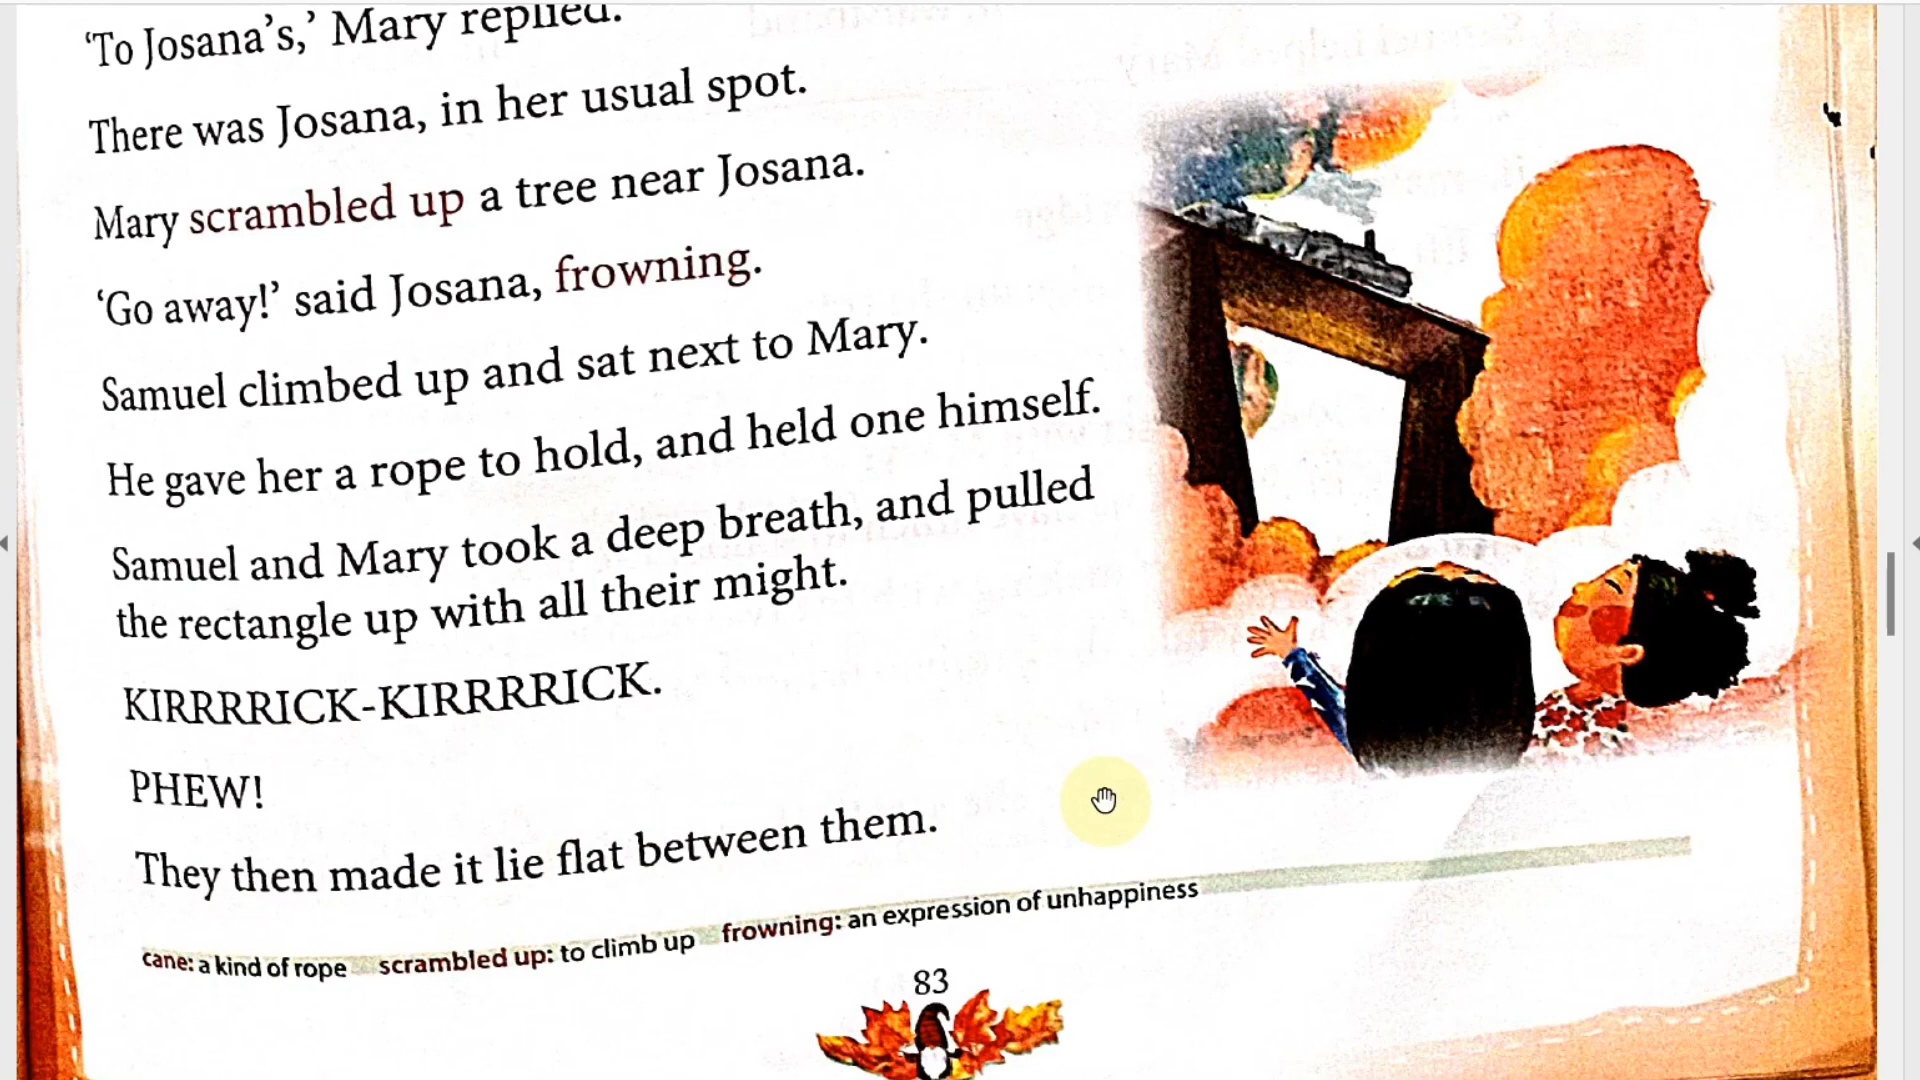 ‘To Josana’s,’ Mary replied.
There was Josana, in her usual spot.
Mary scrambled up a tree near Josana.
‘Go away!’ said Josana, frowning.
Samuel climbed up and sat next to Mary.
He gave her a rope to hold, and held one himself.
Samuel and Mary took a deep breath, and pulled
the rectangle up with all their might.
KIRRRRICK-KIRRRRICK.
PHEW!
They then made it lie flat between them.
cane: a kind of rope scrambled up: to climb up frowning: an expression of unhappiness
83